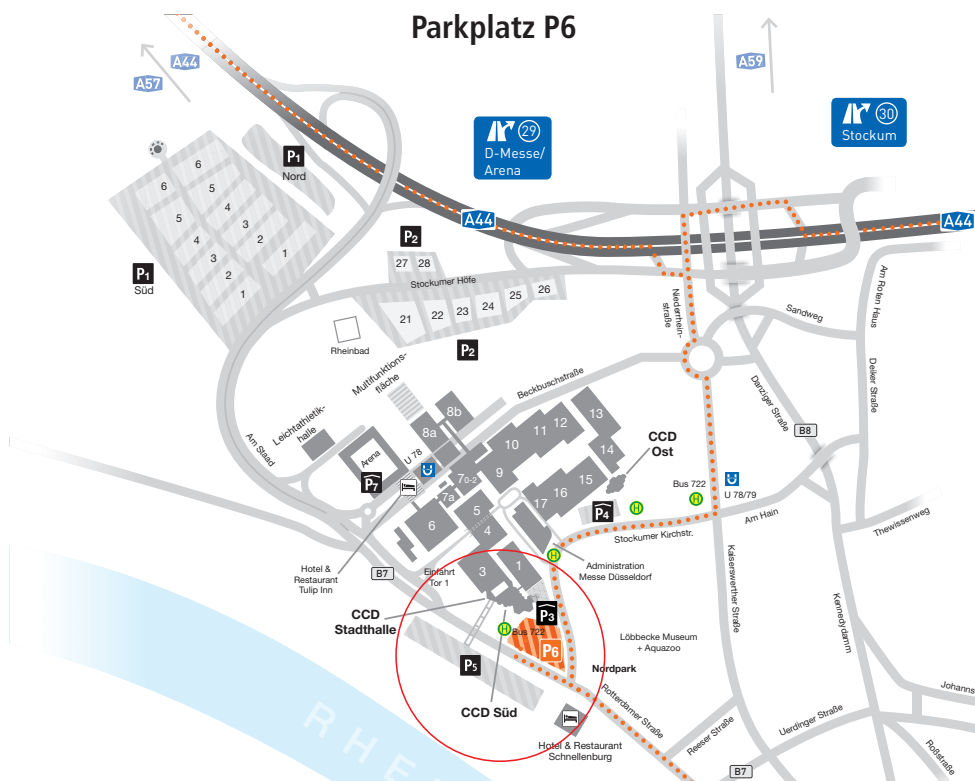 Parkplatz P6
A44
A57
A59
29
D-Messe/
Arena
30
Stockum
A44
A44
P1
Nord
6
6
5
5
4
4
3
3
2
2
1
1
P1
Süd
P2
27
28
Stockumer Höfe
21
22
23
24
25
26
P2
Rheinbad
Niederrhein-
straße
Sandweg
Am Roten Haus
Deiker Straße
Danziger Straße
B8
Multifunktions-
fläche
Beckbuschstraße
Leichtathletik-
halle
Am Staad
Arena
U 78
P7
8a
8b
13
12
11
10
14
9
15
16
17
7 0-2
7a
5
6
4
3
1
CCD
Ost
P4
H
Bus 722
H
U 78/79
Am Hain
Stockumer Kirchstr.
Thewissenweg
Hotel &
Restaurant
Tulip Inn
B7
Einfahrt
Tor 1
H
Administration
Messe Düsseldorf
Kaiserswerther Straße
Kennedydamm
CCD
Stadthalle
P3
H
Bus 722
P6
P5
Löbbecke Museum
+ Aquazoo
Nordpark
CCD Süd
Rotterdamer Straße
Hotel & Restaurant
Schnellenburg
Reeser Straße
Uerdinger Straße
B7
Johanns
Roßstraße
R H E